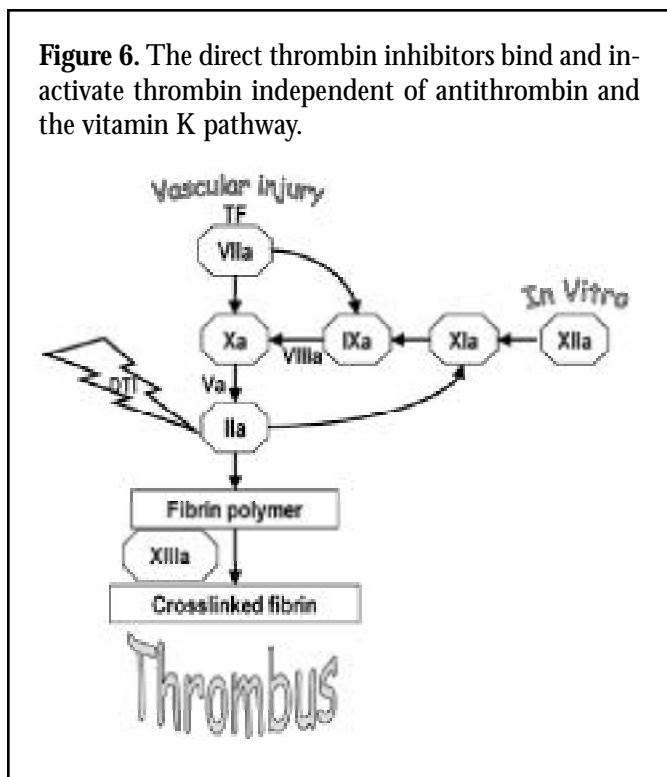 Figure 6. The direct thrombin inhibitors bind and in-
activate thrombin independent of antithrombin and
the vitamin K pathway.
Vascular injury
TF
VIIa
In Vitro
Xa
VIIIa
IXa
XIa
XIIa
DTI
Va
IIa
Fibrin polymer
XIIIa
Crosslinked fibrin
Thrombus